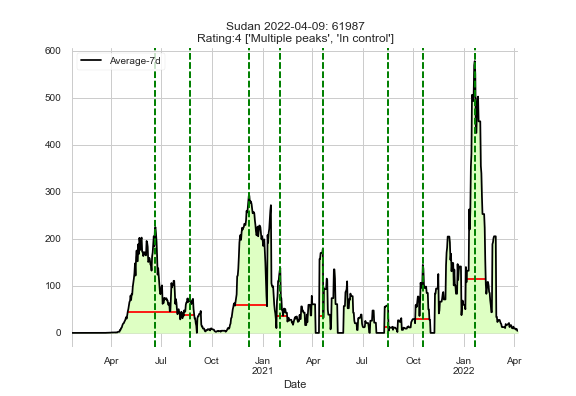 Sudan 2022-04-09: 61987
Rating:4 ['Multiple peaks', 'In control']
Average-7d
600
500
400
300
200
100
0
Apr Jul Oct Jan Apr Jul Oct Jan Apr
2021 2022
Date